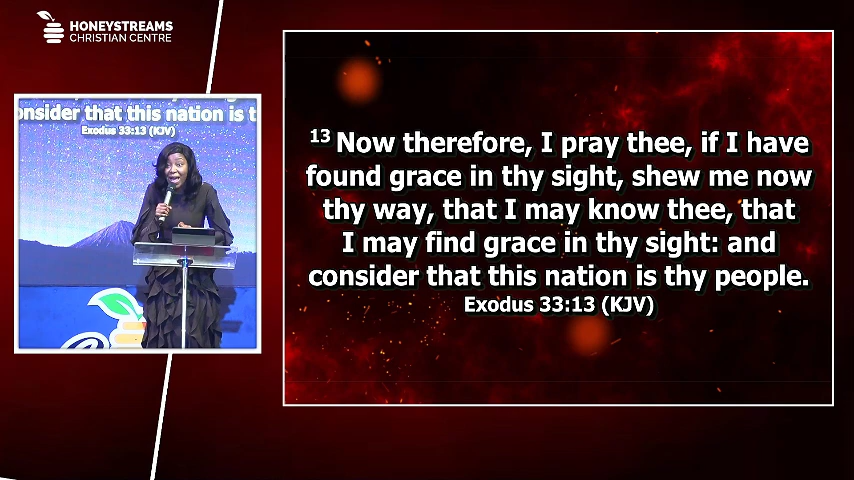 HONEYSTREAMS
CHRISTIAN CENTRE
onsider that this nation is t
Exodus 33:13 (KJV)
13 Now therefore, I pray thee, if I have
found grace in thy sight, shew me now
thy way, that I may know thee, that
I may find grace in thy sight: and
consider that this nation is thy people.
Exodus 33:13 (KJV)